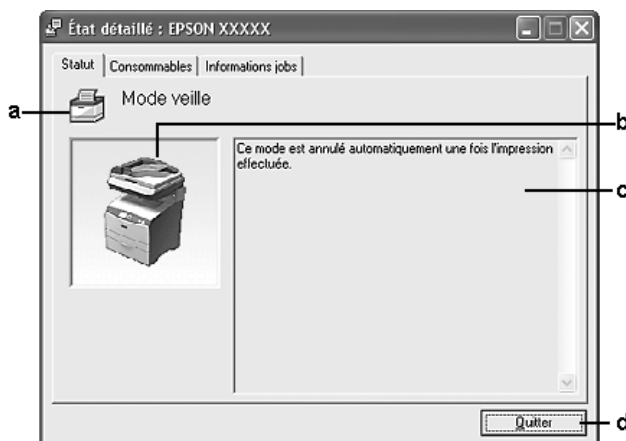 État détaillé : EPSON XXXXX
Statut Consommables Informations jobs
a
Mode veille
b
Ce mode est annulé automatiquement une fois l'impression
effectuée.
c
Quitter
d